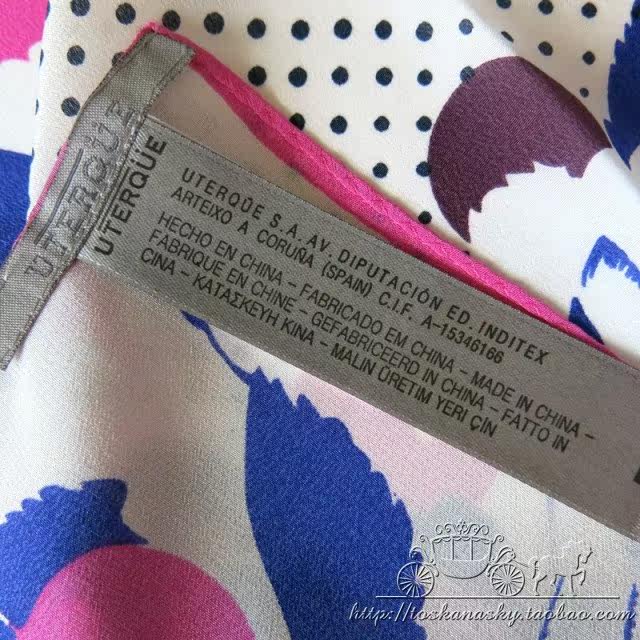 UTERQÜE
UTERQÜE
UTERQÜE S.A. AV. DIPUTACIÓN ED. INDITEX
ARTEIXO A CORUÑA (SPAIN) C.I.F. A-15346166
HECHO EN CHINA – FABRICADO EM CHINA – MADE IN CHINA –
FABRIQUE EN CHINE – GEFABRICEERD IN CHINA – FATTO IN
CINA – ΚΑΤΑΣΚΕΥΗ ΚΙΝΑ – MALIN ÜRETIM YERI ÇIN
http://toskanasky.taobao.com